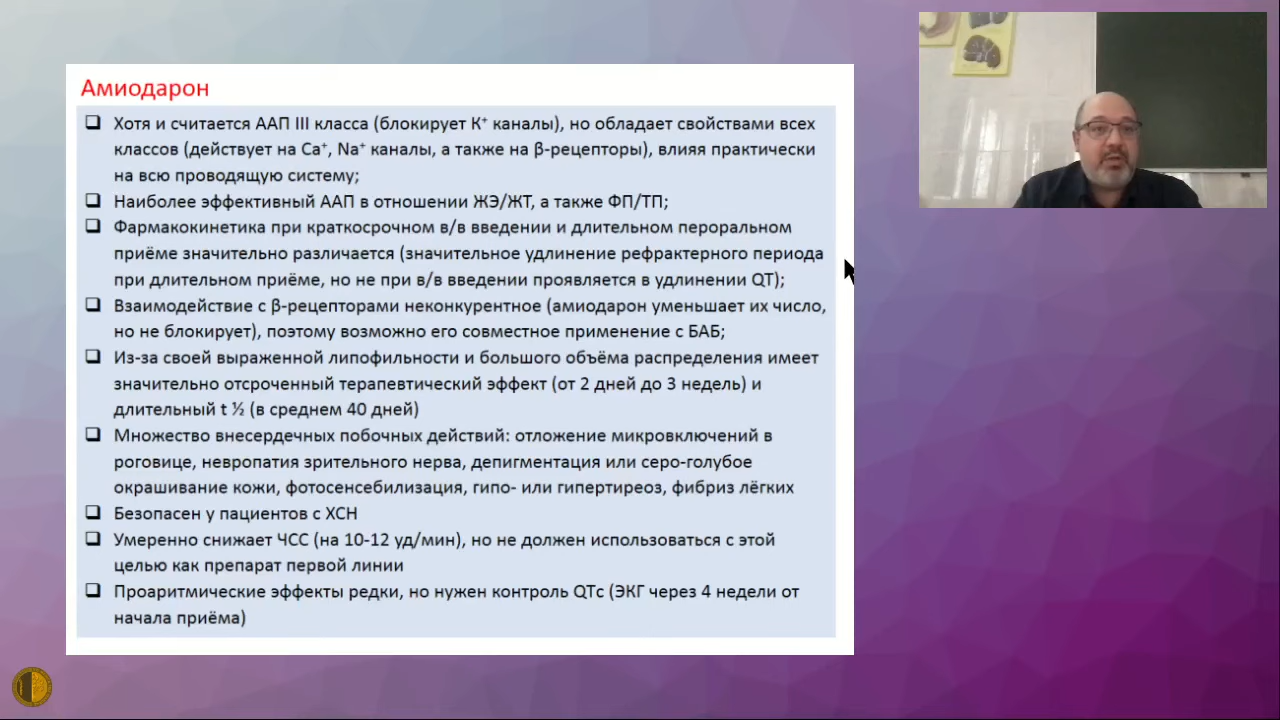 Амиодарон
❑ Хотя и считается ААП III класса (блокирует K⁺ каналы), но обладает свойствами всех
классов (действует на Ca⁺, Na⁺ каналы, а также на β-рецепторы), влияя практически
на всю проводящую систему;
❑ Наиболее эффективный ААП в отношении ЖЭ/ЖТ, а также ФП/ТП;
❑ Фармакокинетика при краткосрочном в/в введении и длительном пероральном
приёме значительно различается (значительное удлинение рефрактерного периода
при длительном приёме, но не при в/в введении проявляется в удлинении QT);
❑ Взаимодействие с β-рецепторами неконкурентное (амиодарон уменьшает их число,
но не блокирует), поэтому возможно его совместное применение с БАБ;
❑ Из-за своей выраженной липофильности и большого объёма распределения имеет
значительно отсроченный терапевтический эффект (от 2 дней до 3 недель) и
длительный t ½ (в среднем 40 дней)
❑ Множество внесердечных побочных действий: отложение микровключений в
роговице, невропатия зрительного нерва, депигментация или серо-голубое
окрашивание кожи, фотосенсебилизация, гипо- или гипертиреоз, фибриз лёгких
❑ Безопасен у пациентов с ХСН
❑ Умеренно снижает ЧСС (на 10-12 уд/мин), но не должен использоваться с этой
целью как препарат первой линии
❑ Проаритмические эффекты редки, но нужен контроль QTc (ЭКГ через 4 недели от
начала приёма)